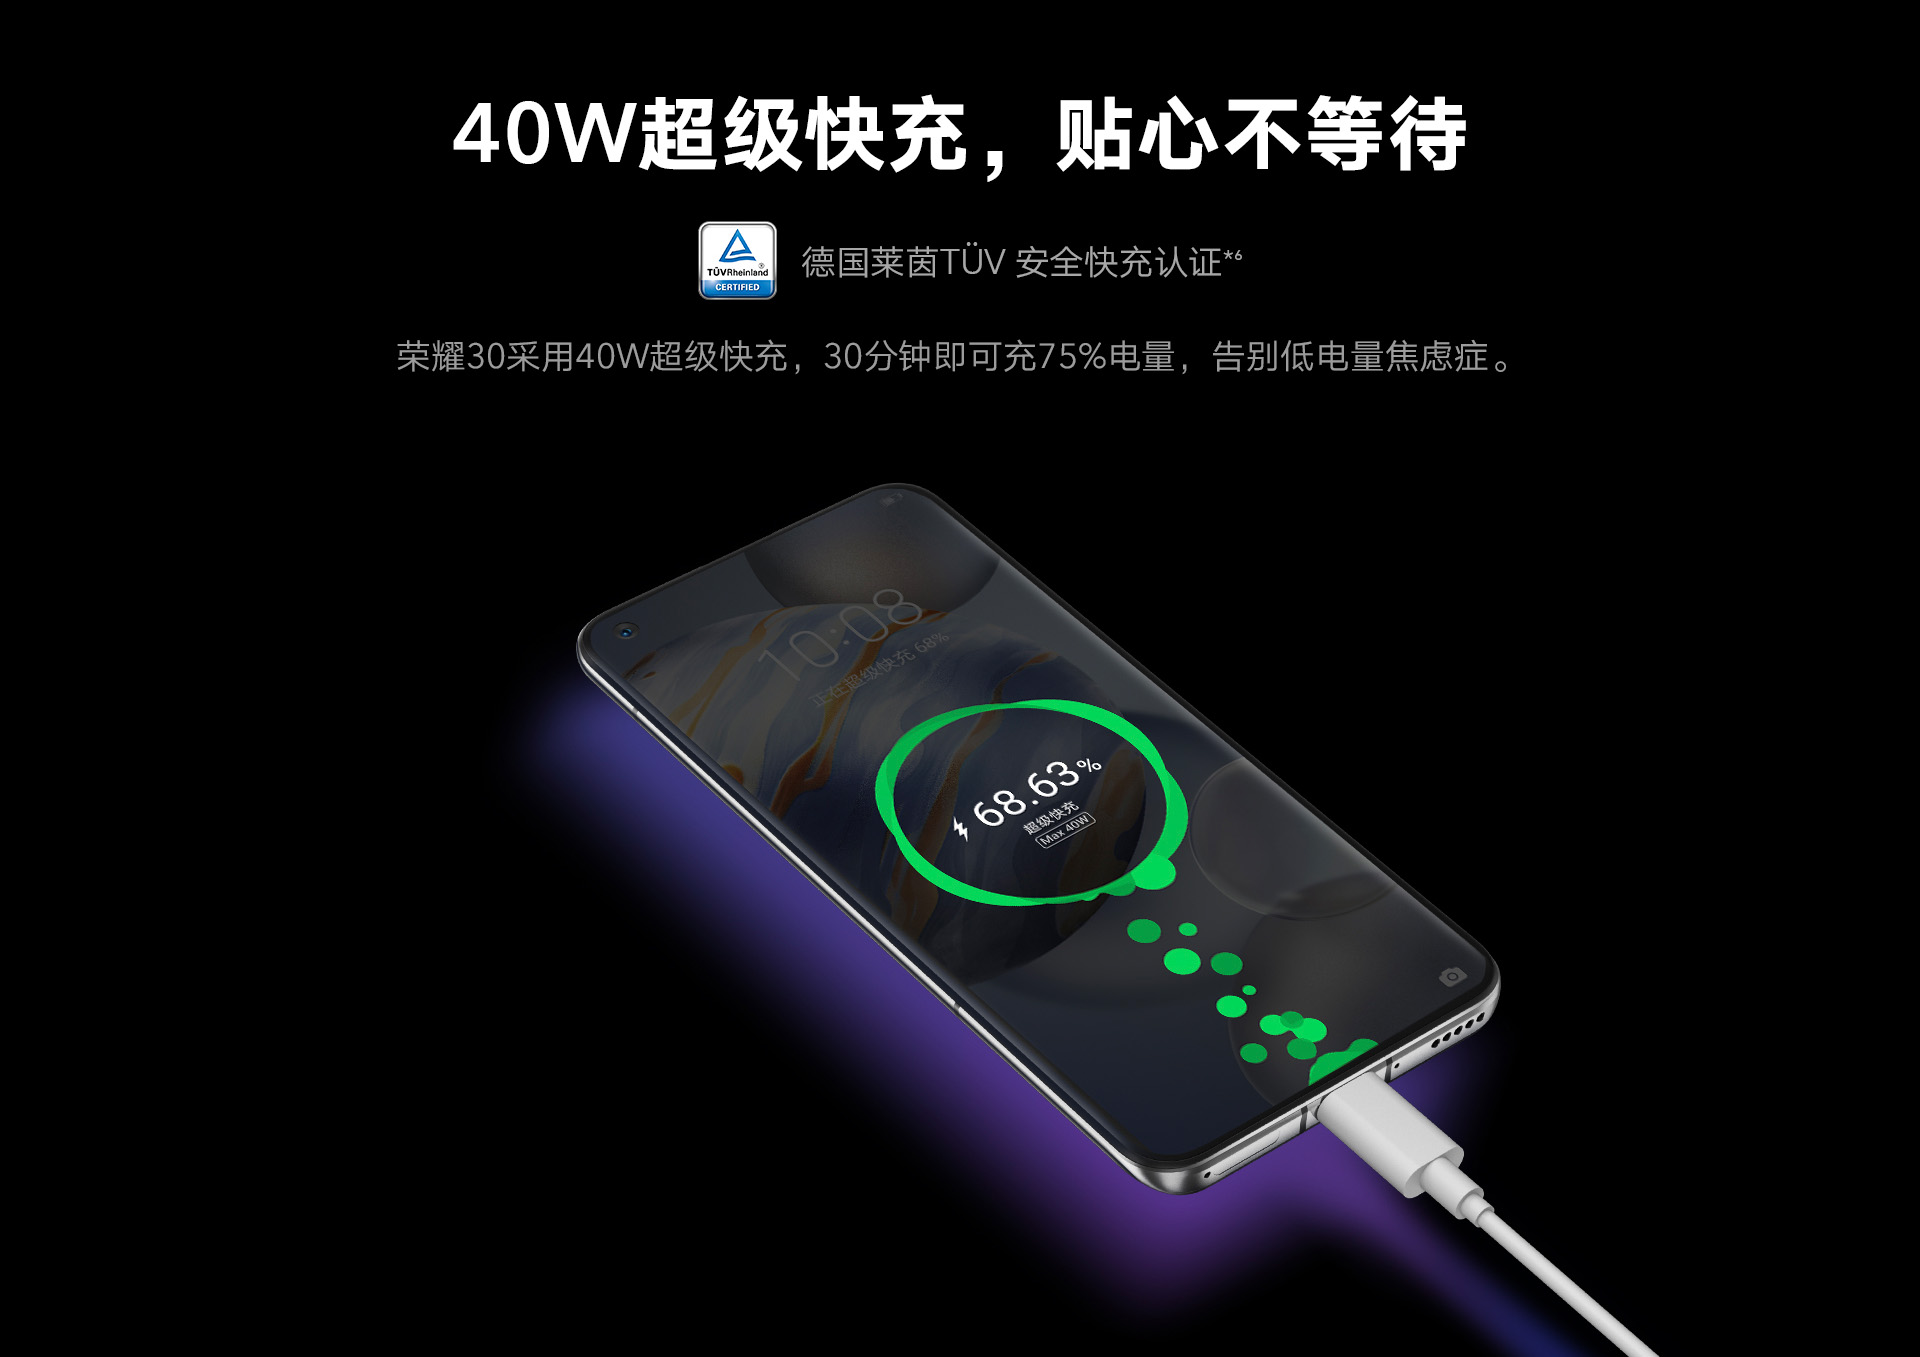 40W超级快充，贴心不等待
TÜVRheinland®
CERTIFIED
德国莱茵TÜV 安全快充认证*6
荣耀30采用40W超级快充，30分钟即可充75%电量，告别低电量焦虑症。
10:08
正在超级快充 68%
68.63%
超级快充
Max 40W